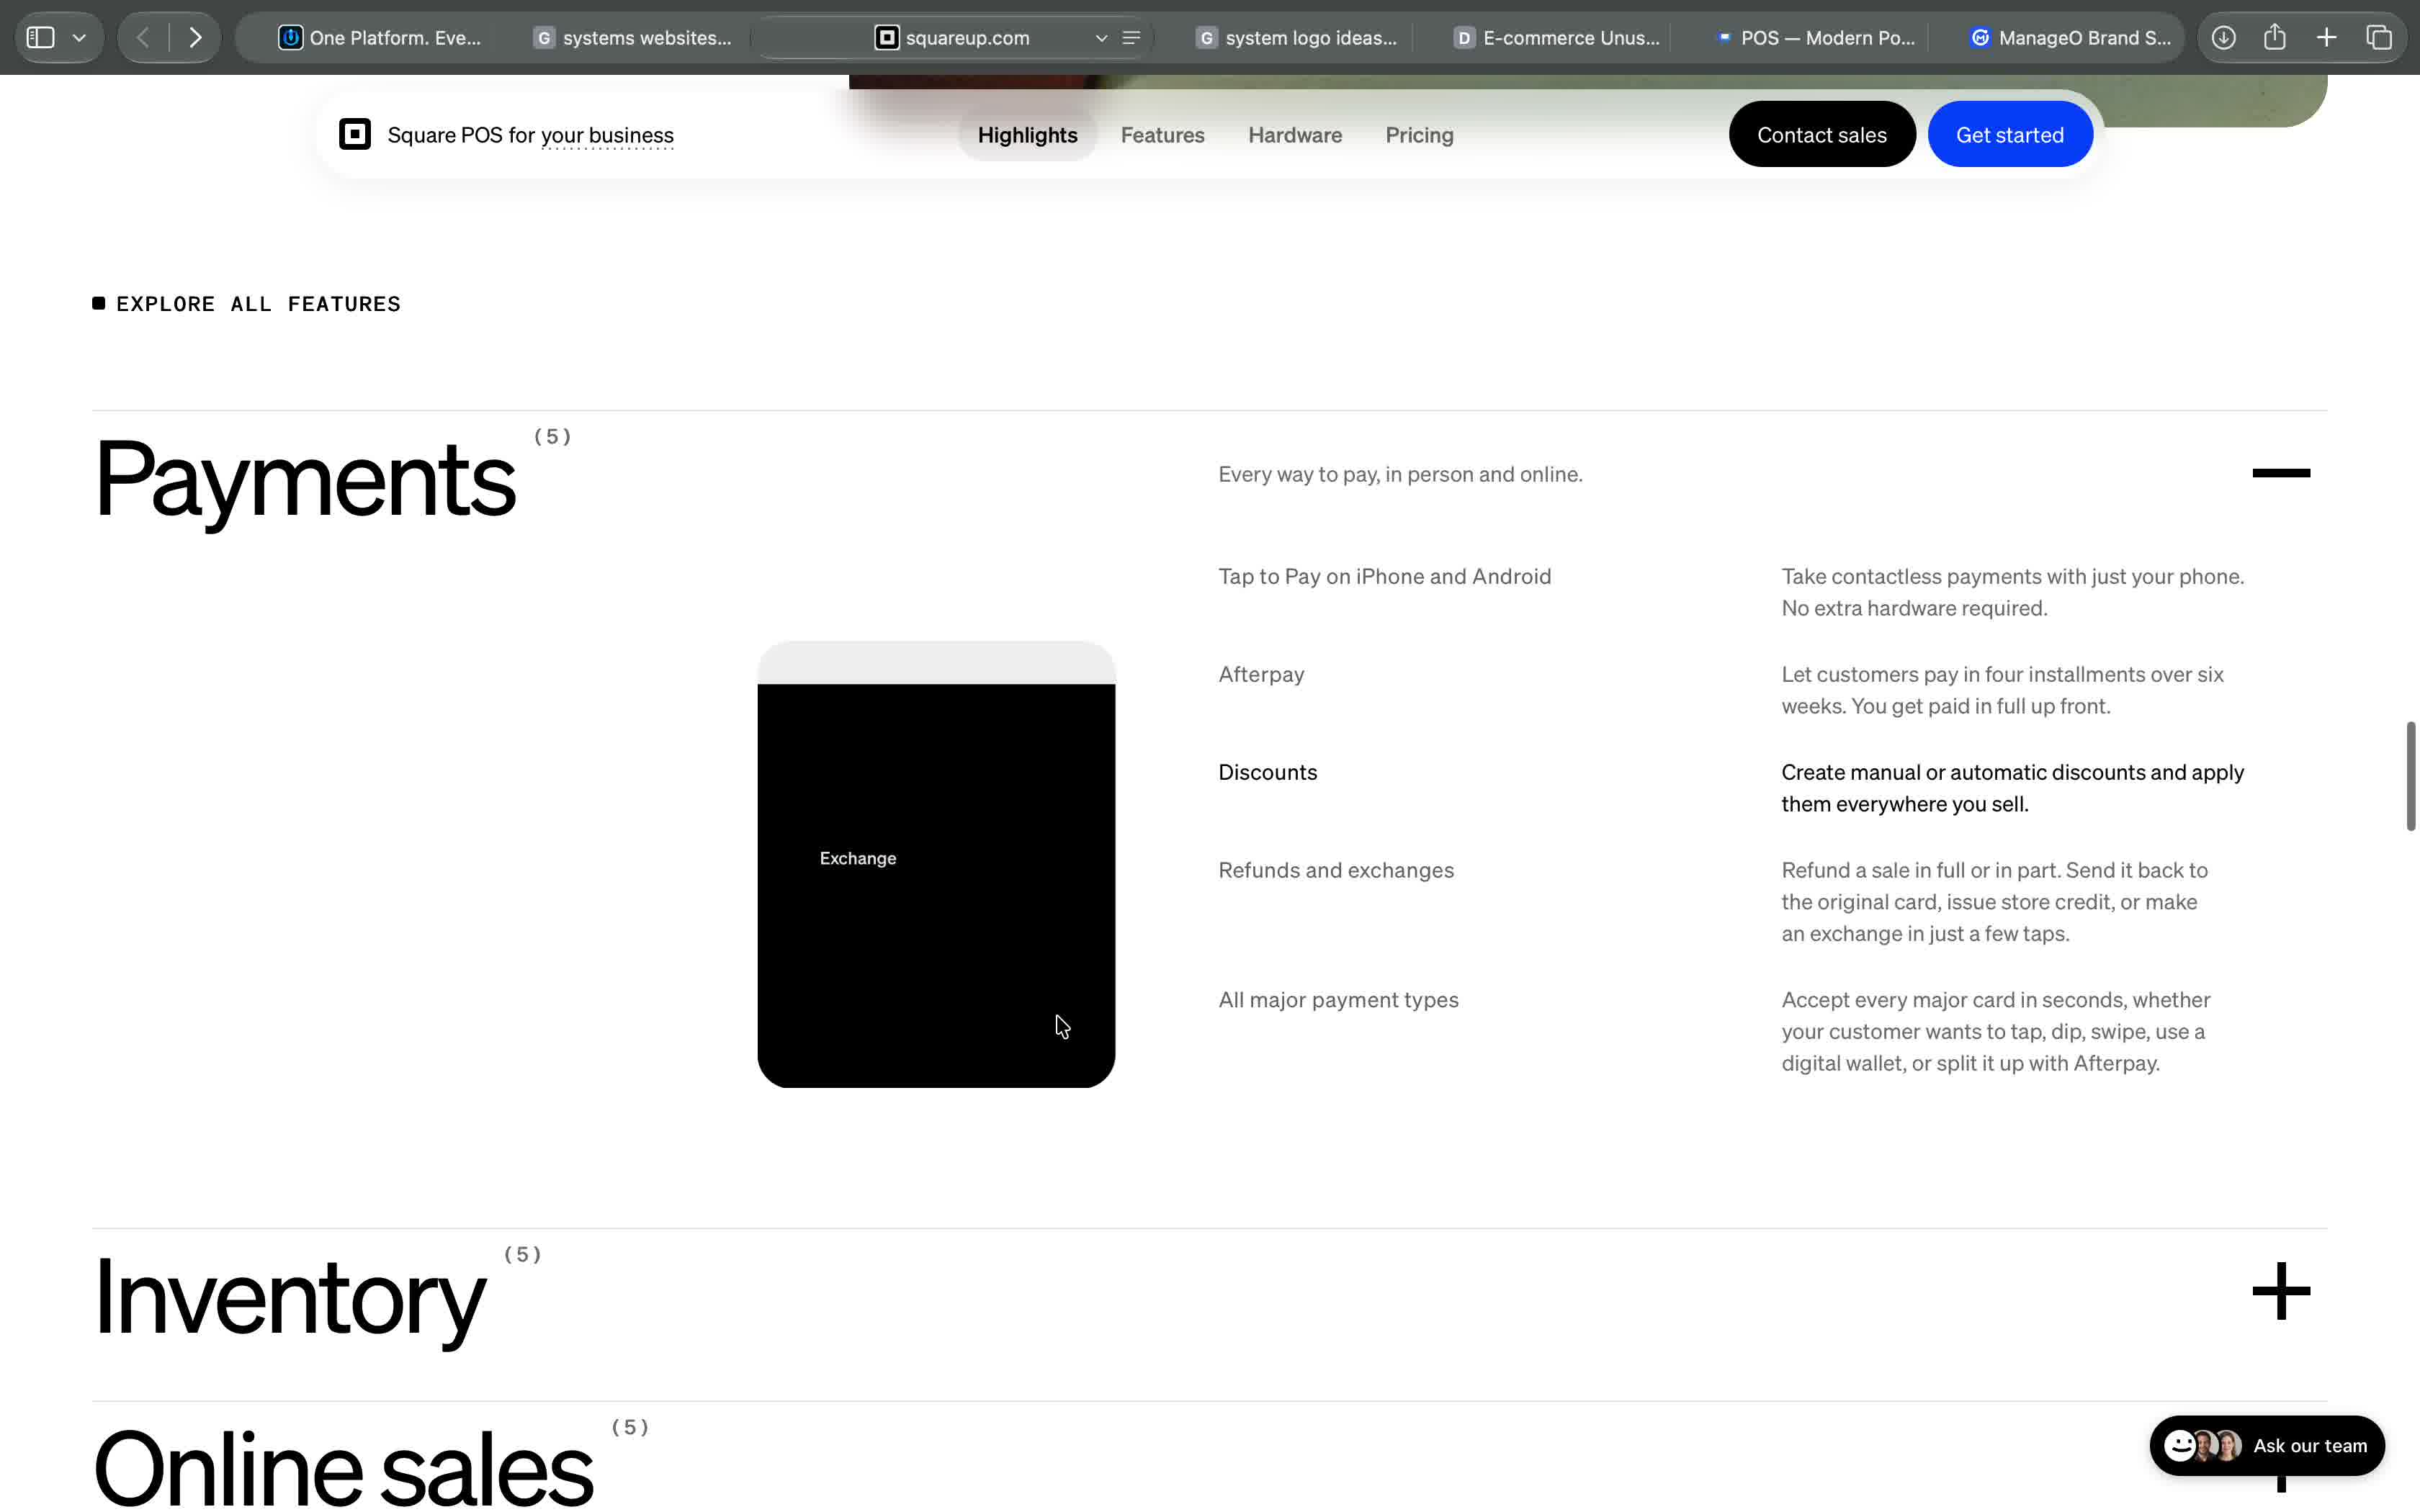 One Platform. Eve...
G systems websites...
squareup.com
G system logo ideas...
D E-commerce Unus...
POS — Modern Po...
ManageO Brand S...
Square POS for your business
Highlights
Features
Hardware
Pricing
Contact sales
Get started
EXPLORE ALL FEATURES
Payments (5)
Every way to pay, in person and online.
Tap to Pay on iPhone and Android
Take contactless payments with just your phone.
No extra hardware required.
Afterpay
Let customers pay in four installments over six
weeks. You get paid in full up front.
Discounts
Create manual or automatic discounts and apply
them everywhere you sell.
Exchange
Refunds and exchanges
Refund a sale in full or in part. Send it back to
the original card, issue store credit, or make
an exchange in just a few taps.
All major payment types
Accept every major card in seconds, whether
your customer wants to tap, dip, swipe, use a
digital wallet, or split it up with Afterpay.
Inventory (5)
Online sales (5)
Ask our team